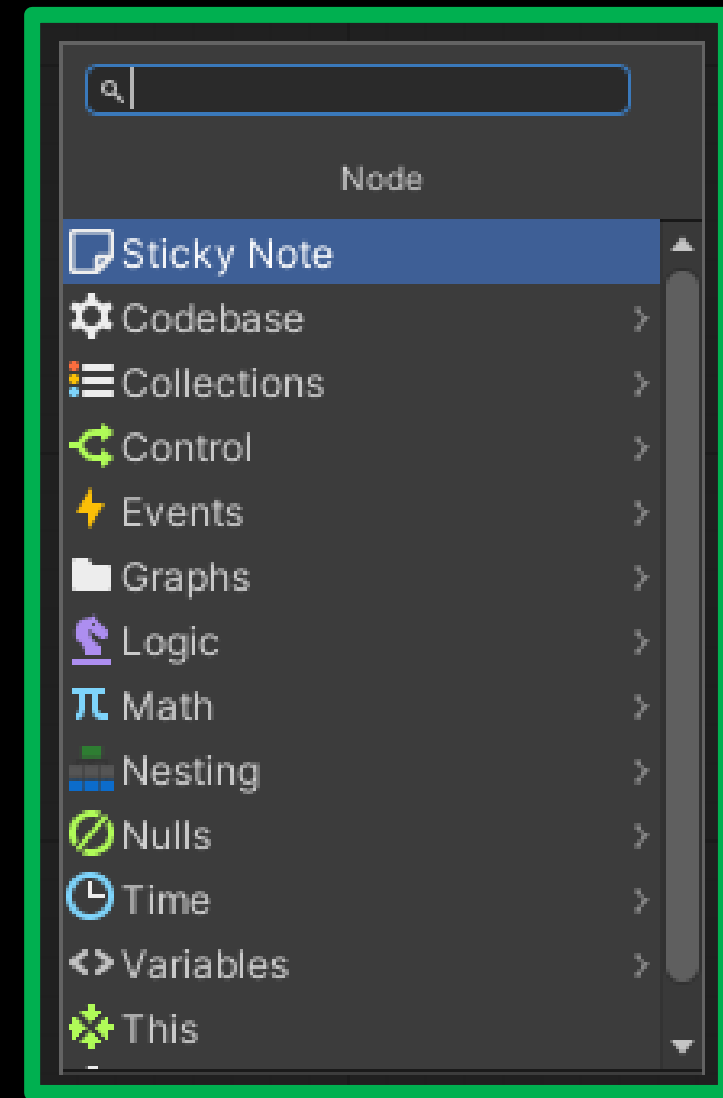 Node
Sticky Note
Codebase
Collections
Control
Events
Graphs
Logic
Math
Nesting
Nulls
Time
Variables
This